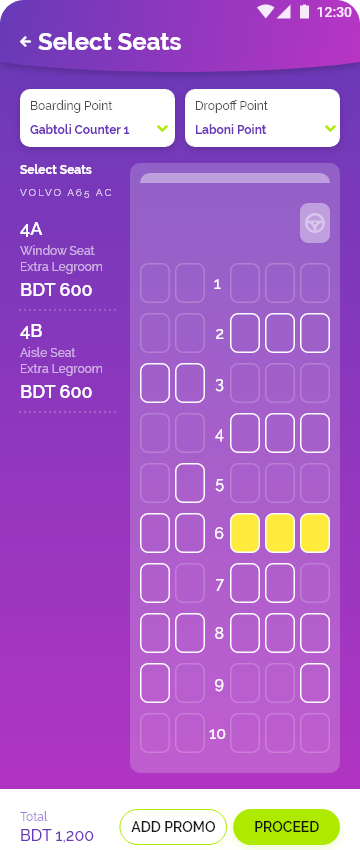 12:30
Select Seats
Boarding Point
Gabtoli Counter 1
Dropoff Point
Laboni Point
Select Seats
VOLVO A65 AC
4A
Window Seat
Extra Legroom
BDT 600
4B
Aisle Seat
Extra Legroom
BDT 600
1
2
3
4
5
6
7
8
9
10
Total
BDT 1,200
ADD PROMO
PROCEED